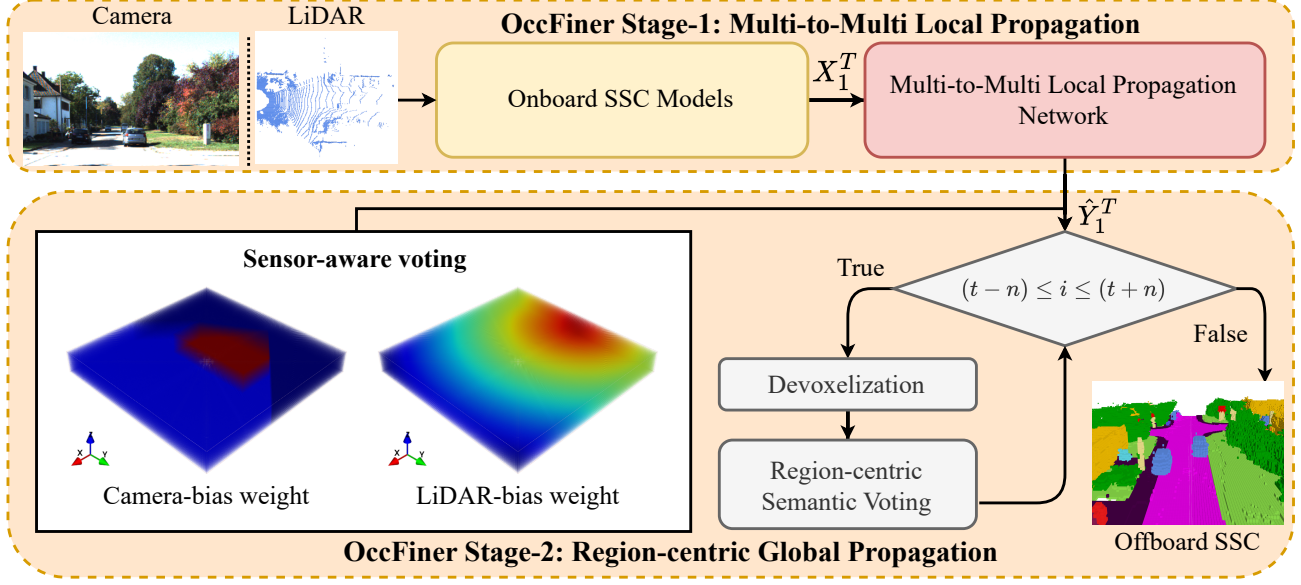 Camera
LiDAR
OccFiner Stage-1: Multi-to-Multi Local Propagation
Onboard SSC Models
X_1^T
Multi-to-Multi Local Propagation
Network
Ŷ_1^T
Sensor-aware voting
Z
X
Y
Camera-bias weight
Z
X
Y
LiDAR-bias weight
True
(t − n) ≤ i ≤ (t + n)
False
Devoxelization
Region-centric
Semantic Voting
Offboard SSC
OccFiner Stage-2: Region-centric Global Propagation